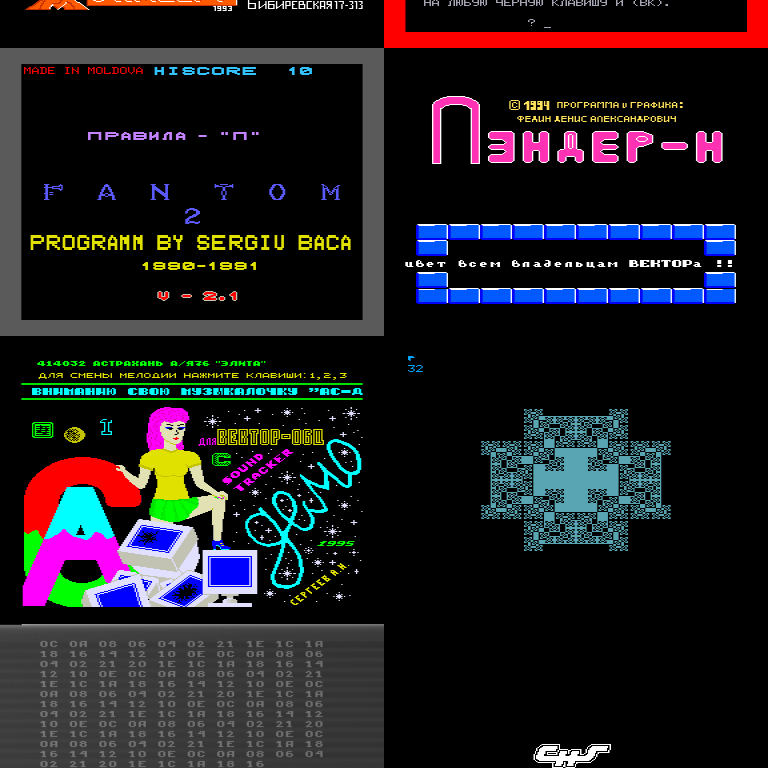 1993
БИБИРЕВСКАЯ 17-313
НА ЛЮБУЮ ЧЕРНУЮ КЛАВИШУ И (ВК).
? _
MADE IN MOLDOVA HISCORE 10
ПРАВИЛА - "П"
F A N T O M
2
PROGRAMM BY SERGIU BACA
1990-1991
V - 2.1
© 1994 ПРОГРАММА и ГРАФИКА:
ФЕДИН ДЕНИС АЛЕКСАНДРОВИЧ
ЛЭНДЕР-Н
цвет всем владельцам ВЕКТОРа !!
414032 АСТРАХАНЬ А/Я76 "ЭЛИТА"
ДЛЯ СМЕНЫ МЕЛОДИИ НАЖМИТЕ КЛАВИШИ:1,2,3
ВНИМАНИЮ СВОЮ МУЗИКАЛОЧКУ "АС-Д
1
ДЛЯ ВЕКТОР-06Ц
C SOUND
TRACKER
демо
1995
СЕРГЕЕВ А.Н.
32
0C 0A 08 06 04 02 21 1E 1C 1A
18 16 14 12 10 0E 0C 0A 08 06
04 02 21 20 1E 1C 1A 18 16 14
12 10 0E 0C 0A 08 06 04 02 21
1E 1C 1A 18 16 14 12 10 0E 0C
0A 08 06 04 02 21 20 1E 1C 1A
18 16 14 12 10 0E 0C 0A 08 06
04 02 21 1E 1C 1A 18 16 14 12
10 0E 0C 0A 08 06 04 02 21 20
1E 1C 1A 18 16 14 12 10 0E 0C
0A 08 06 04 02 21 1E 1C 1A 18
16 14 12 10 0E 0C 0A 08 06 04
02 21 20 1E 1C 1A 18 16